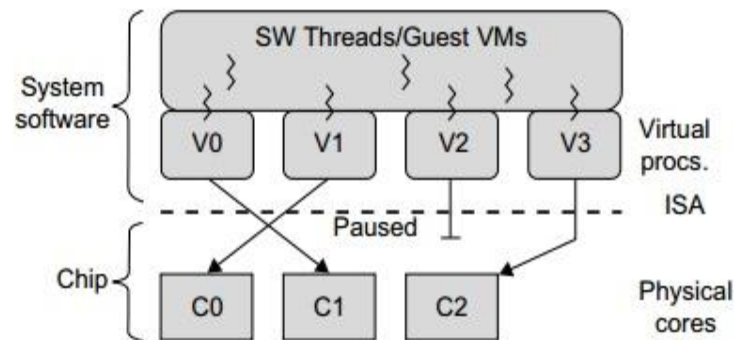 SW Threads/Guest VMs
System
software
V0 V1 V2 V3
Virtual
procs.
ISA
Paused
Chip
C0 C1 C2
Physical
cores